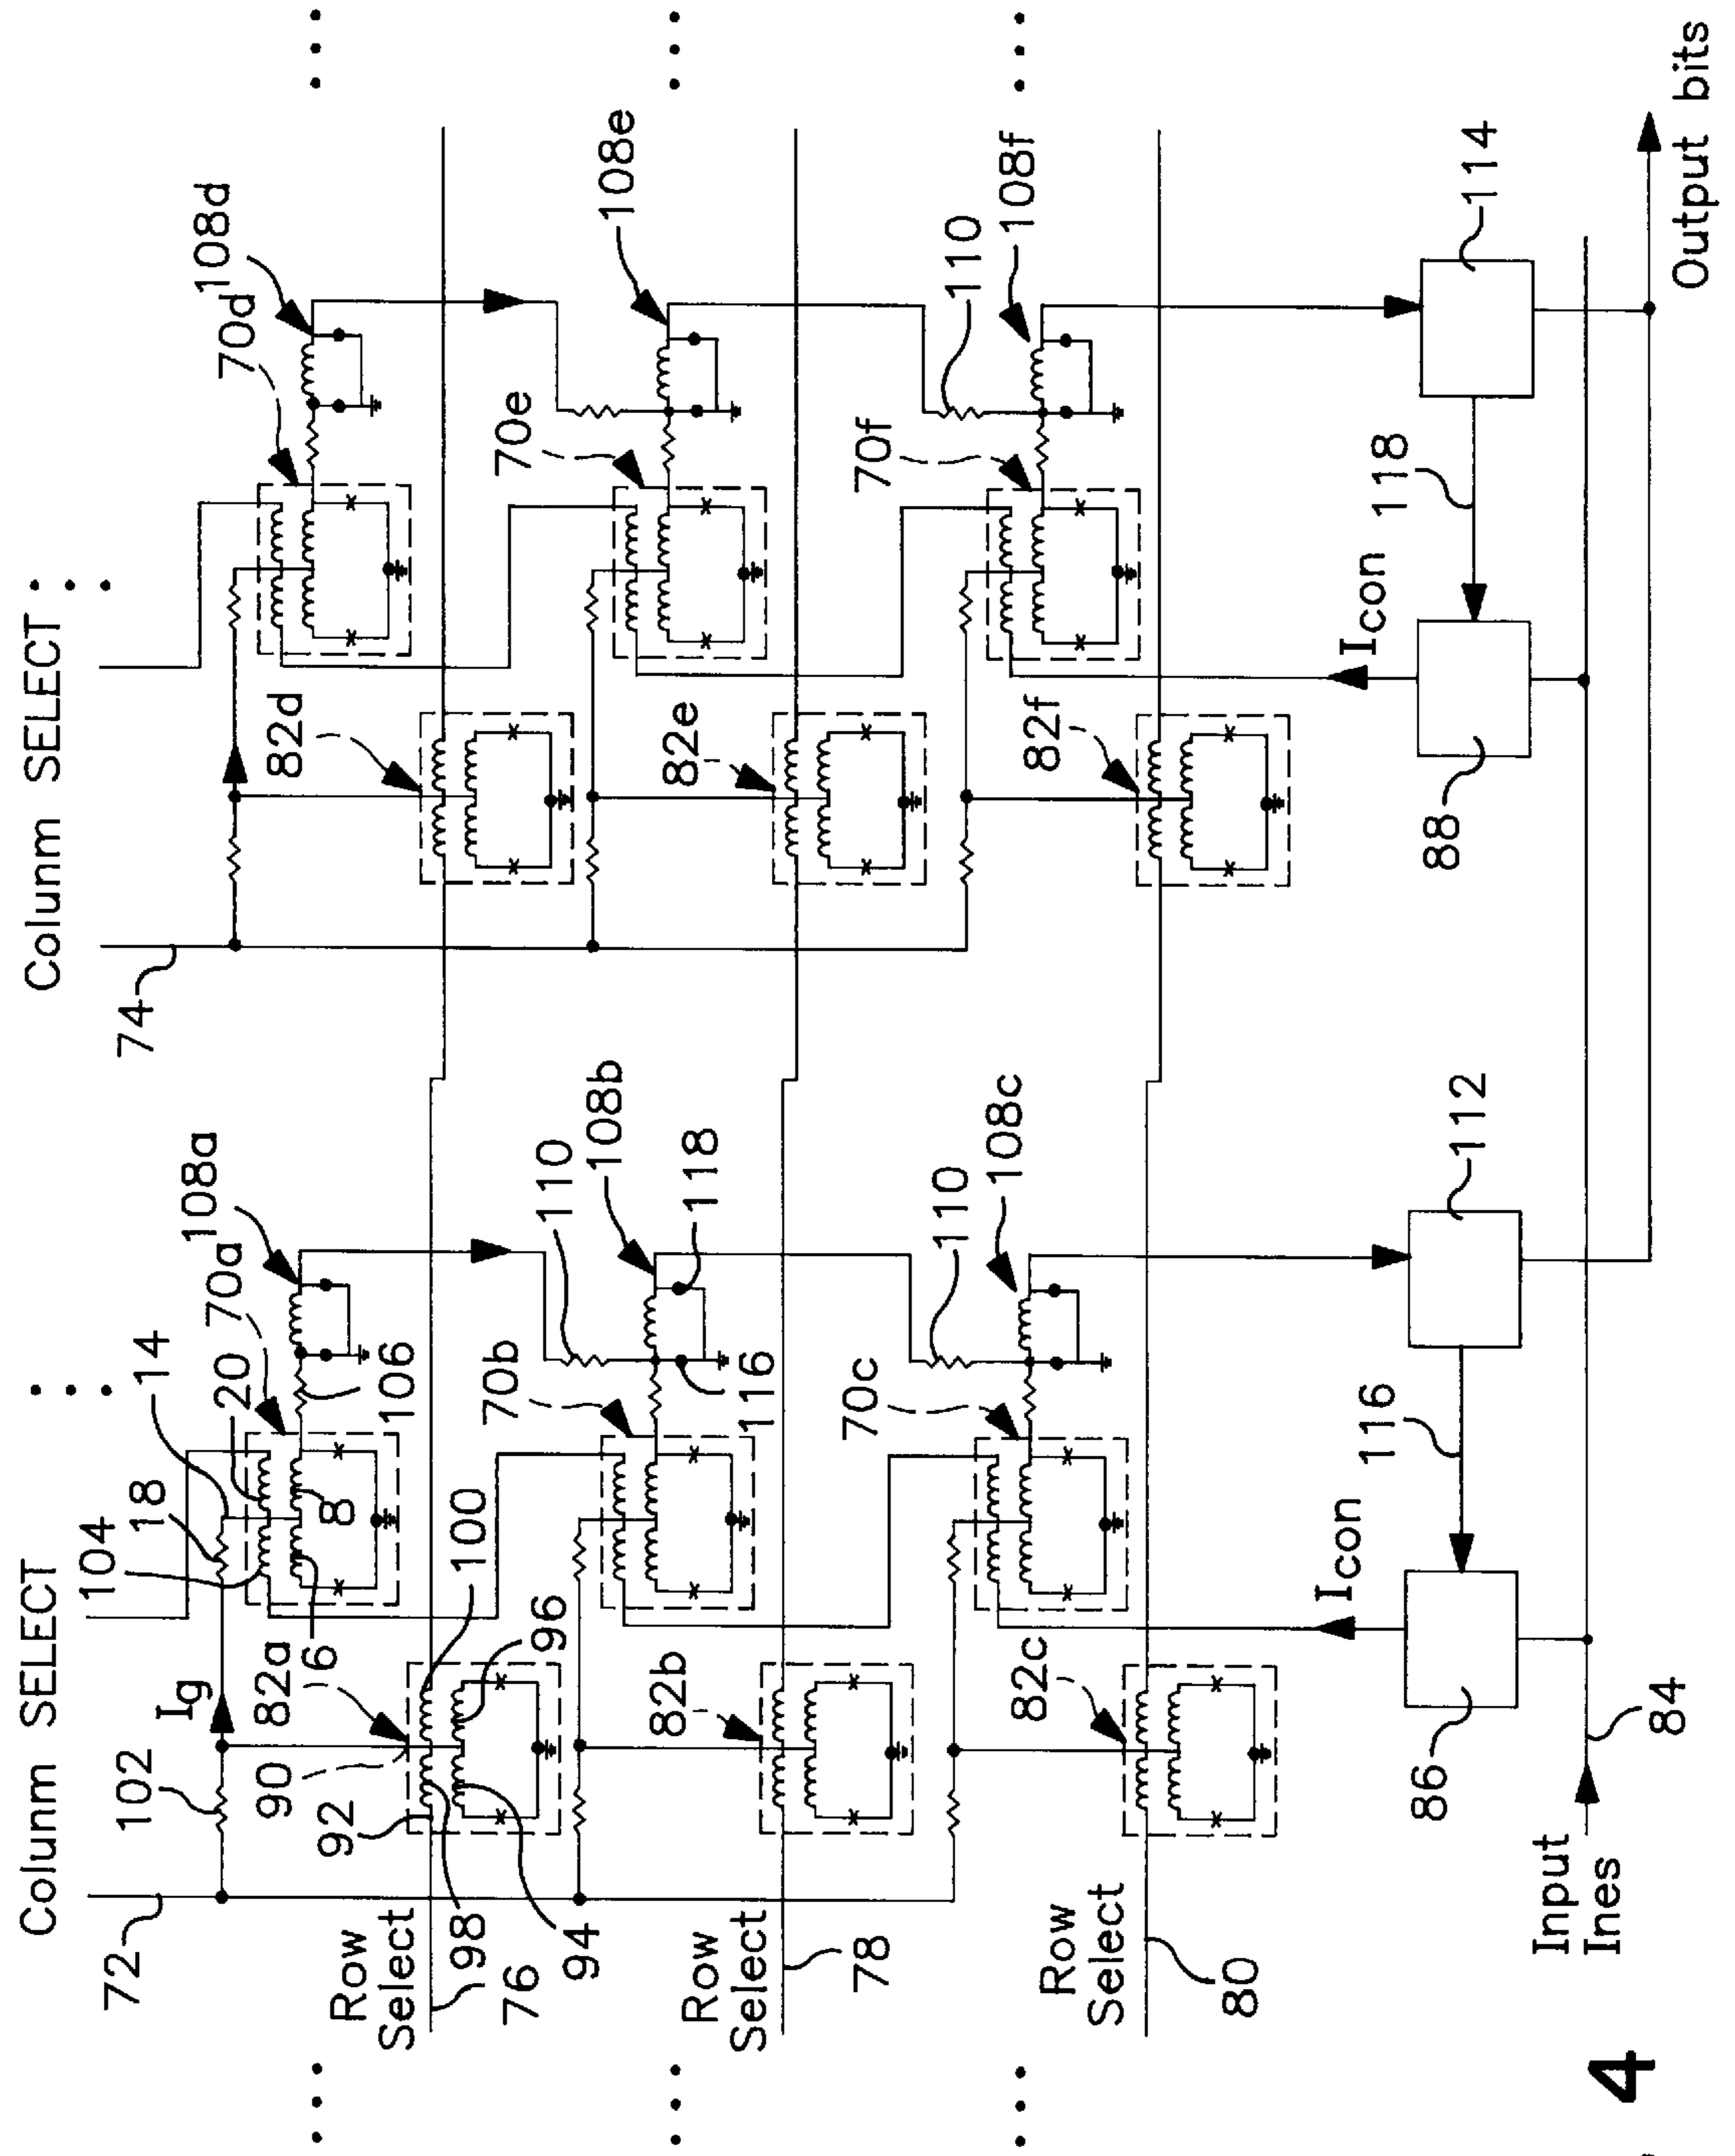 Colunm SELECT
Colunm SELECT
72
102
Ig
104
18
14
20
70a
108a
74
70d
108d
90
82a
6
8
106
82d
92
Row
Select
98
76
94
96
100
70b
110
108b
118
116
82b
70e
108e
82e
Row
Select
78
70c
110
108c
82c
70f
110
108f
82f
Row
Select
80
Icon
116
112
86
Icon
118
114
88
Input
Ines
84
Output bits
4